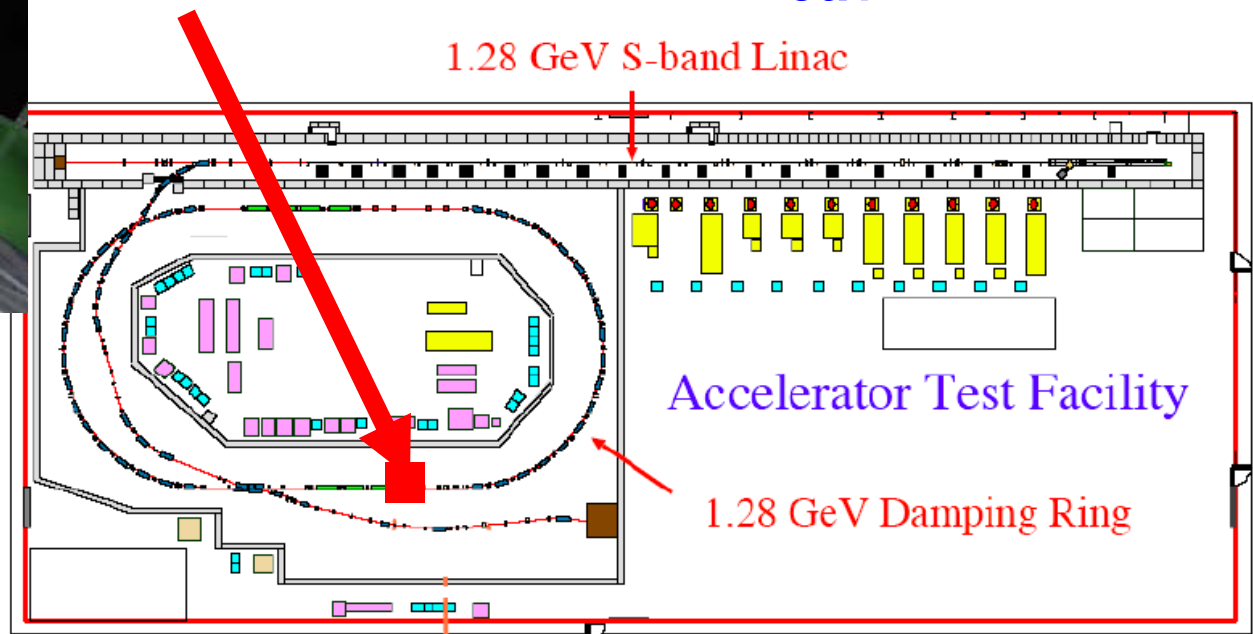 1.28 GeV S-band Linac
Accelerator Test Facility
1.28 GeV Damping Ring